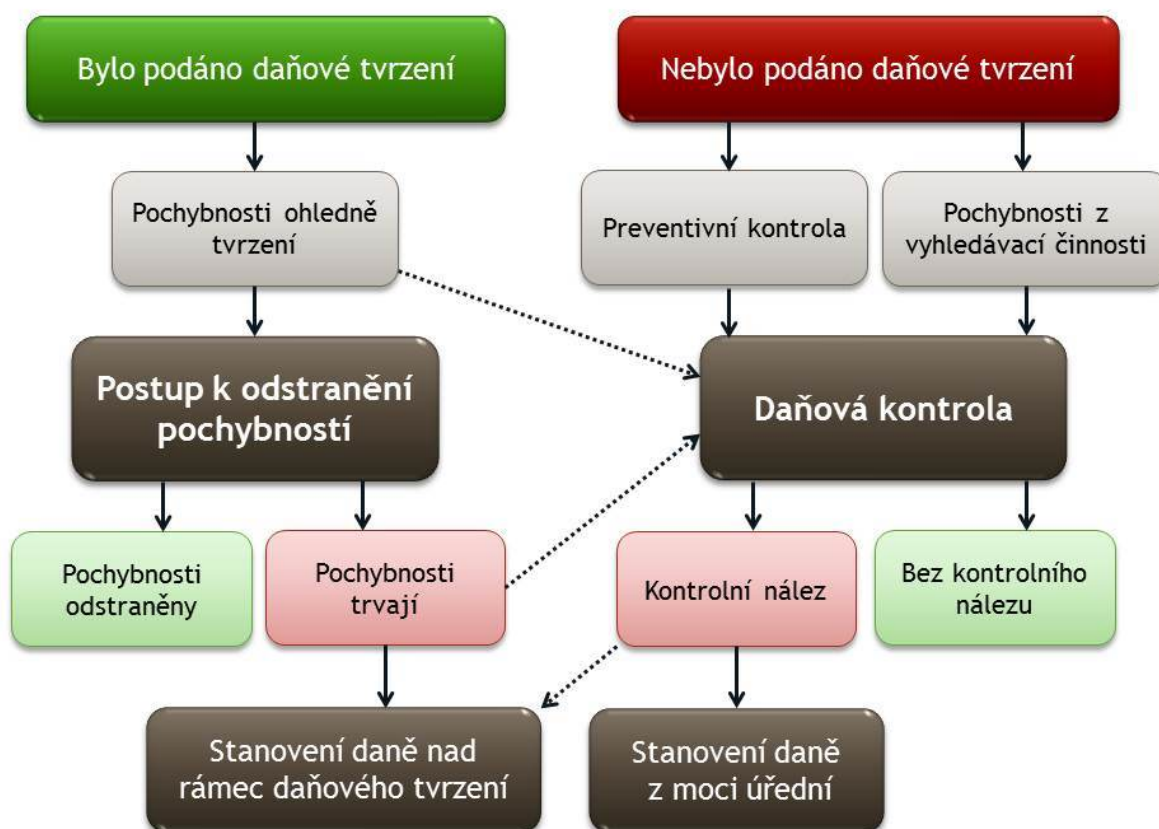 Bylo podáno daňové tvrzení
Nebylo podáno daňové tvrzení
Pochybnosti ohledně
tvrzení
Preventivní kontrola
Pochybnosti z
vyhledávací činnosti
Postup k odstranění
pochybností
Daňová kontrola
Pochybnosti
odstraněny
Pochybnosti
trvají
Kontrolní nález
Bez kontrolního
nálezu
Stanovení daně nad
rámec daňového tvrzení
Stanovení daně
z moci úřední